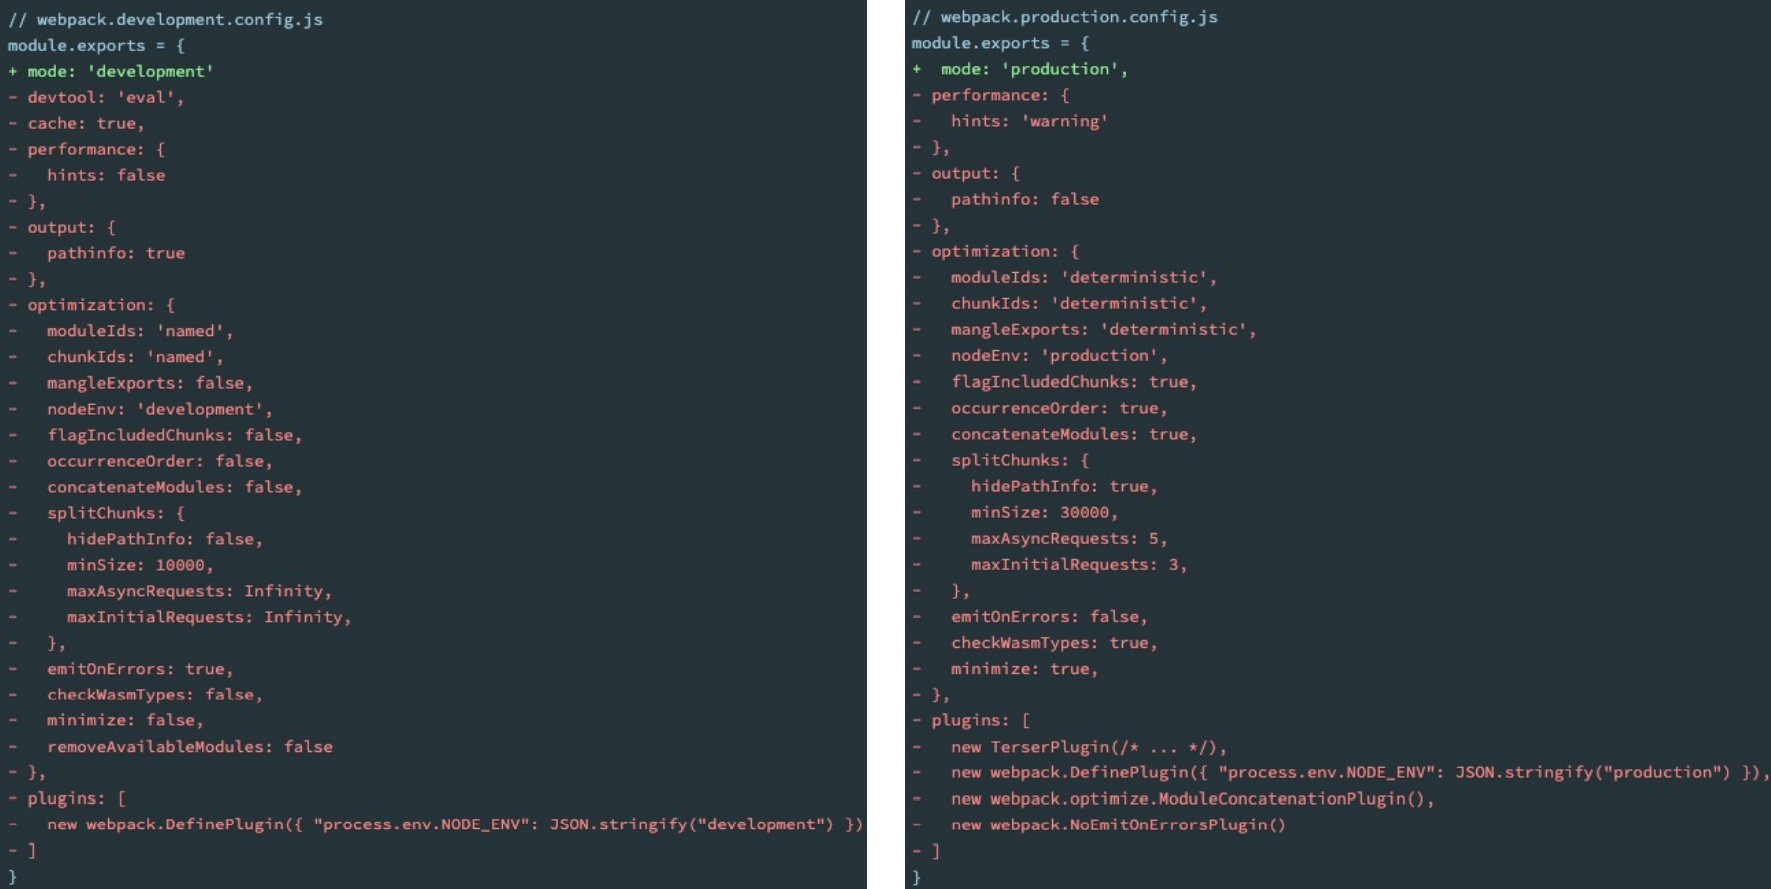 // webpack.development.config.js
module.exports = {
+ mode: 'development'
- devtool: 'eval',
- cache: true,
- performance: {
-   hints: false
- },
- output: {
-   pathinfo: true
- },
- optimization: {
-   moduleIds: 'named',
-   chunkIds: 'named',
-   mangleExports: false,
-   nodeEnv: 'development',
-   flagIncludedChunks: false,
-   occurrenceOrder: false,
-   concatenateModules: false,
-   splitChunks: {
-     hidePathInfo: false,
-     minSize: 10000,
-     maxAsyncRequests: Infinity,
-     maxInitialRequests: Infinity,
-   },
-   emitOnErrors: true,
-   checkWasmTypes: false,
-   minimize: false,
-   removeAvailableModules: false
- },
- plugins: [
-   new webpack.DefinePlugin({ "process.env.NODE_ENV": JSON.stringify("development") })
- ]
}
// webpack.production.config.js
module.exports = {
+  mode: 'production',
- performance: {
-   hints: 'warning'
- },
- output: {
-   pathinfo: false
- },
- optimization: {
-   moduleIds: 'deterministic',
-   chunkIds: 'deterministic',
-   mangleExports: 'deterministic',
-   nodeEnv: 'production',
-   flagIncludedChunks: true,
-   occurrenceOrder: true,
-   concatenateModules: true,
-   splitChunks: {
-     hidePathInfo: true,
-     minSize: 30000,
-     maxAsyncRequests: 5,
-     maxInitialRequests: 3,
-   },
-   emitOnErrors: false,
-   checkWasmTypes: true,
-   minimize: true,
- },
- plugins: [
-   new TerserPlugin(/* ... */),
-   new webpack.DefinePlugin({ "process.env.NODE_ENV": JSON.stringify("production") }),
-   new webpack.optimize.ModuleConcatenationPlugin(),
-   new webpack.NoEmitOnErrorsPlugin()
- ]
}